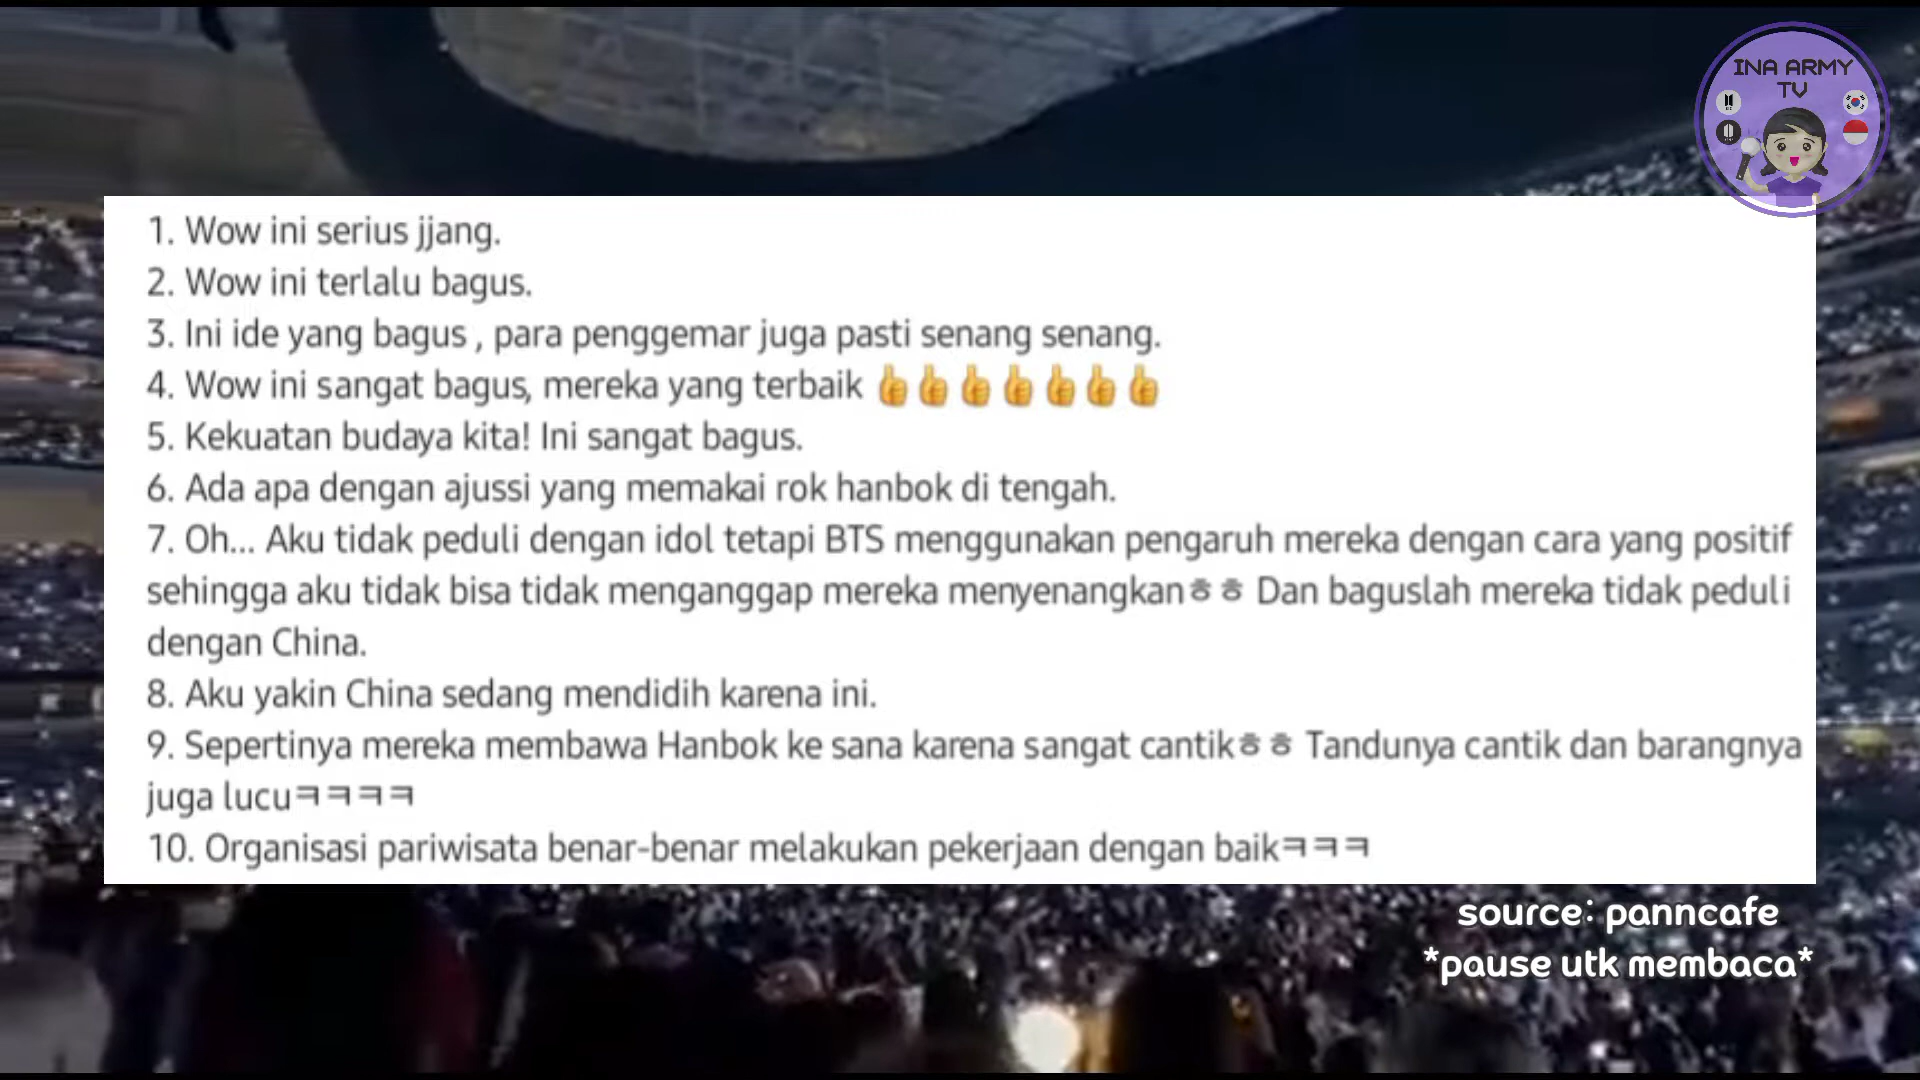 INA ARMY
TV
1. Wow ini serius jjang.
2. Wow ini terlalu bagus.
3. Ini ide yang bagus , para penggemar juga pasti senang senang.
4. Wow ini sangat bagus, mereka yang terbaik 👍👍👍👍👍👍👍
5. Kekuatan budaya kita! Ini sangat bagus.
6. Ada apa dengan ajussi yang memakai rok hanbok di tengah.
7. Oh... Aku tidak peduli dengan idol tetapi BTS menggunakan pengaruh mereka dengan cara yang positif
sehingga aku tidak bisa tidak menganggap mereka menyenangkanㅎㅎ Dan baguslah mereka tidak peduli
dengan China.
8. Aku yakin China sedang mendidih karena ini.
9. Sepertinya mereka membawa Hanbok ke sana karena sangat cantikㅎㅎ Tandunya cantik dan barangnya
juga lucuㅋㅋㅋㅋ
10. Organisasi pariwisata benar-benar melakukan pekerjaan dengan baikㅋㅋㅋ
source: panncafe
*pause utk membaca*